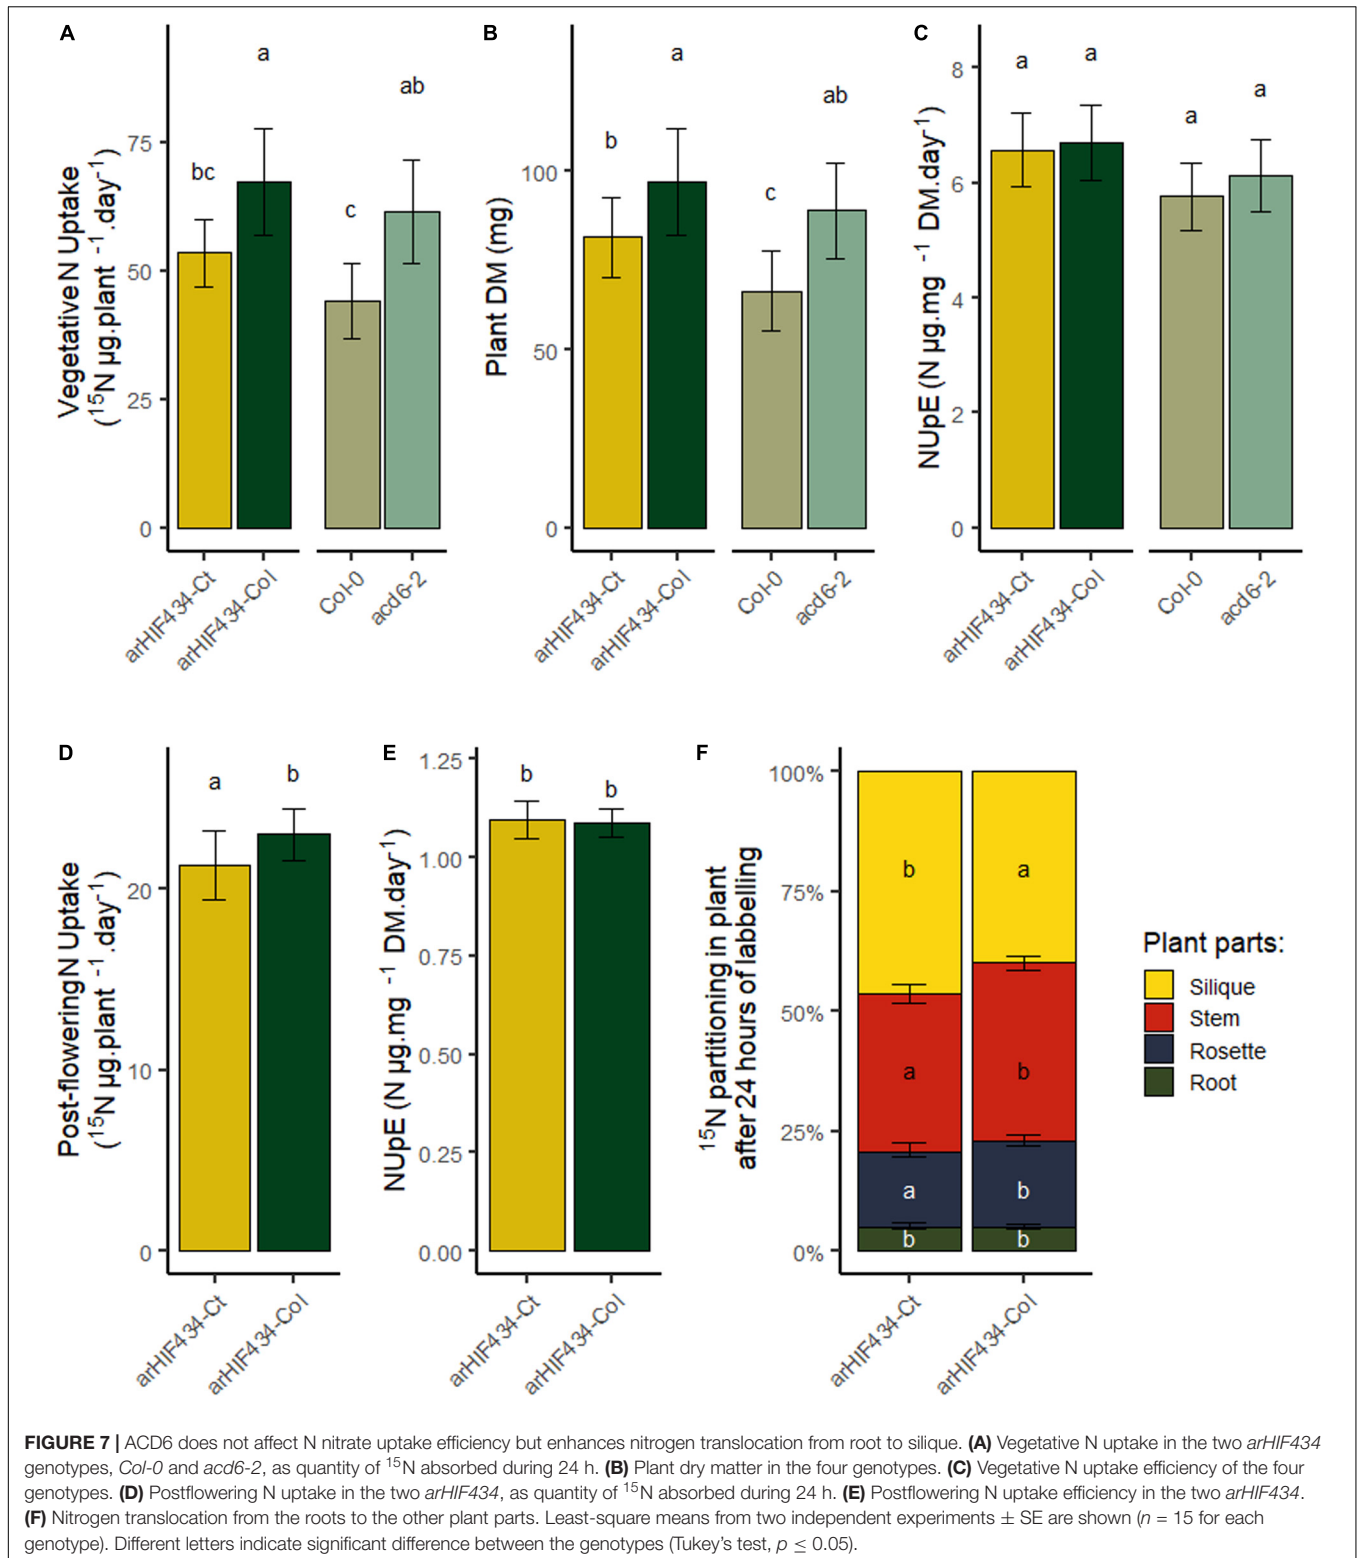 A
Vegetative N Uptake
(¹⁵N µg.plant ⁻¹.day⁻¹)
75
50
25
0
bc
a
c
ab
arHIF434-Ct
arHIF434-Col
Col-0
acd6-2
B
Plant DM (mg)
100
50
0
b
a
c
ab
arHIF434-Ct
arHIF434-Col
Col-0
acd6-2
C
NUpE (N µg.mg ⁻¹ DM.day⁻¹)
8
6
4
2
0
a
a
a
a
arHIF434-Ct
arHIF434-Col
Col-0
acd6-2
D
Post-floweringN Uptake
(¹⁵N µg.plant ⁻¹.day⁻¹)
20
10
0
a
b
arHIF434-Ct
arHIF434-Col
E
NUpE (N µg.mg ⁻¹ DM.day⁻¹)
1.25
1.00
0.75
0.50
0.25
0.00
b
b
arHIF434-Ct
arHIF434-Col
F
¹⁵N partitioning in plant
after 24 hours of labbelling
100%
75%
50%
25%
0%
b
a
a
b
a
b
b
b
arHIF434-Ct
arHIF434-Col
Plant parts:
Silique
Stem
Rosette
Root
FIGURE 7 | ACD6 does not affect N nitrate uptake efficiency but enhances nitrogen translocation from root to silique. (A) Vegetative N uptake in the two arHIF434
genotypes, Col-0 and acd6-2, as quantity of ¹⁵N absorbed during 24 h. (B) Plant dry matter in the four genotypes. (C) Vegetative N uptake efficiency of the four
genotypes. (D) Postflowering N uptake in the two arHIF434, as quantity of ¹⁵N absorbed during 24 h. (E) Postflowering N uptake efficiency in the two arHIF434.
(F) Nitrogen translocation from the roots to the other plant parts. Least-square means from two independent experiments ± SE are shown (n = 15 for each
genotype). Different letters indicate significant difference between the genotypes (Tukey's test, p ≤ 0.05).